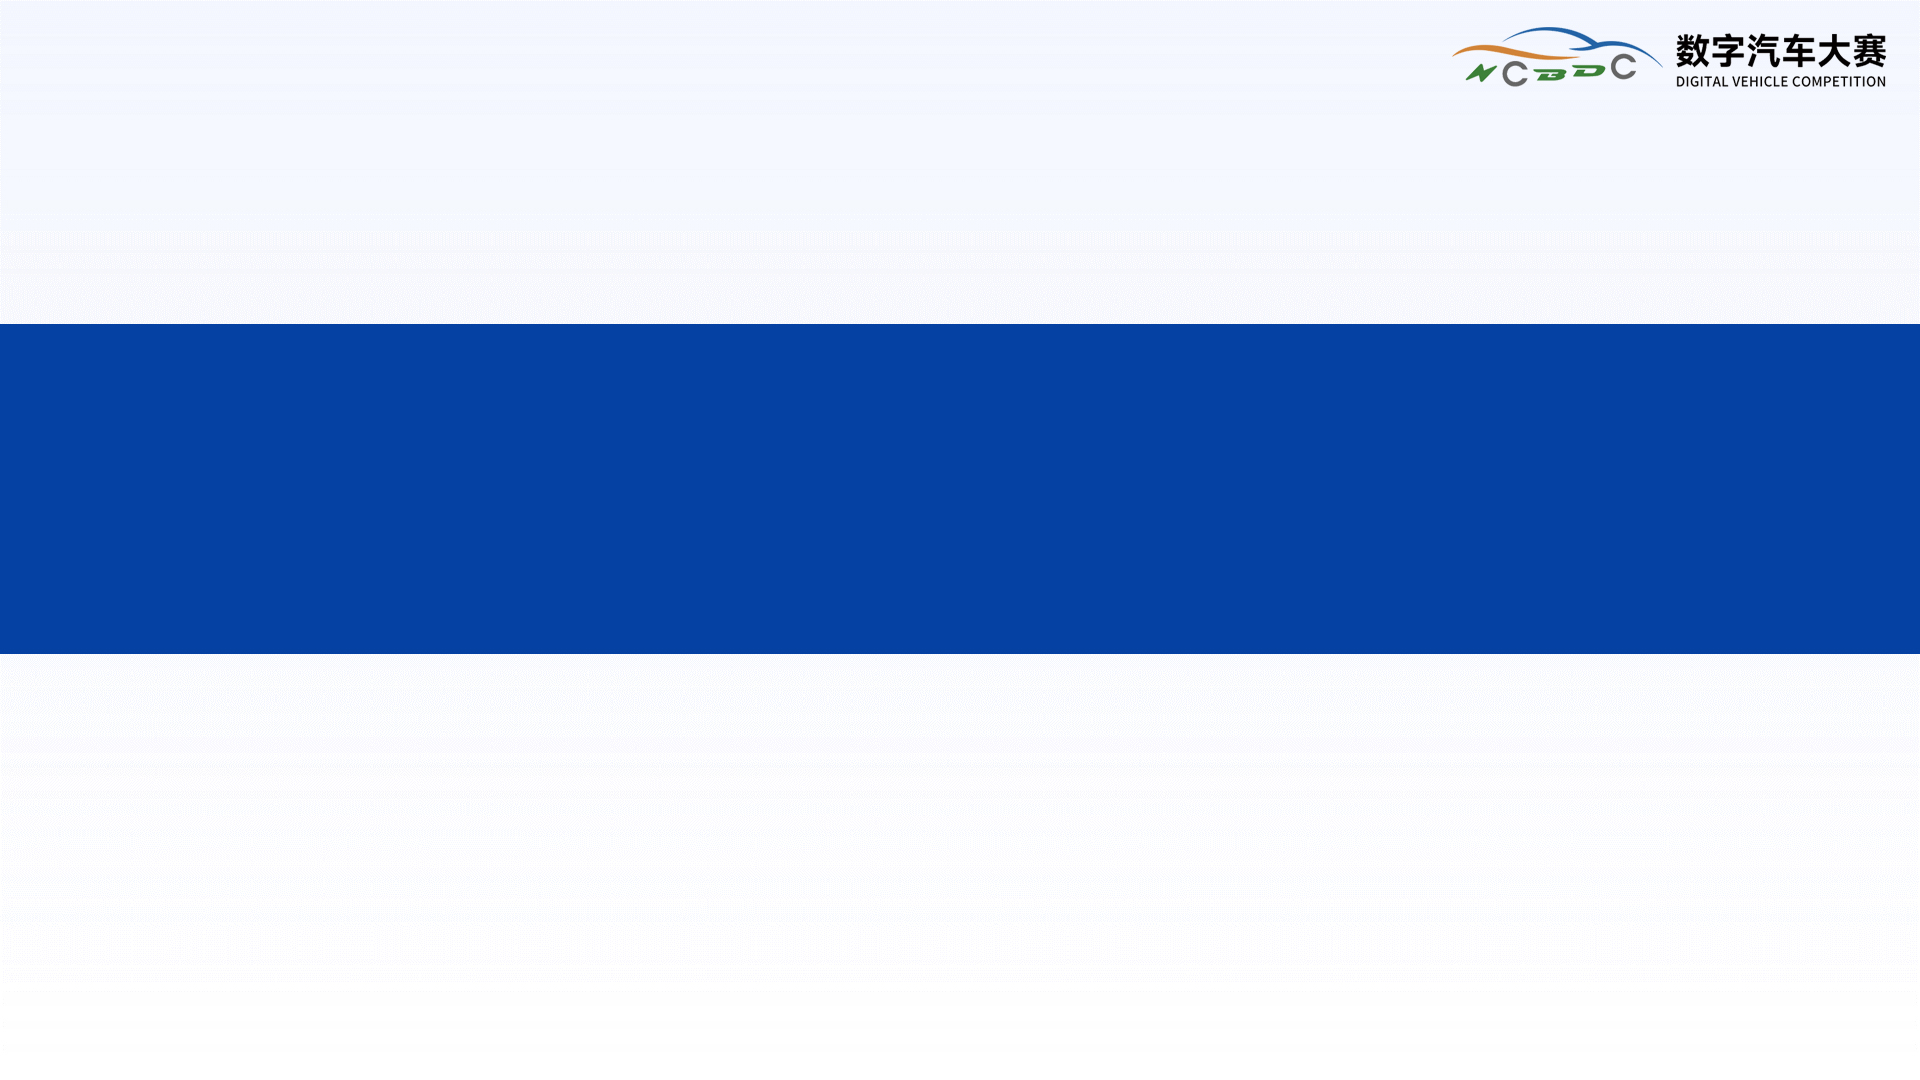 NCBDC
数字汽车大赛
DIGITAL VEHICLE COMPETITION